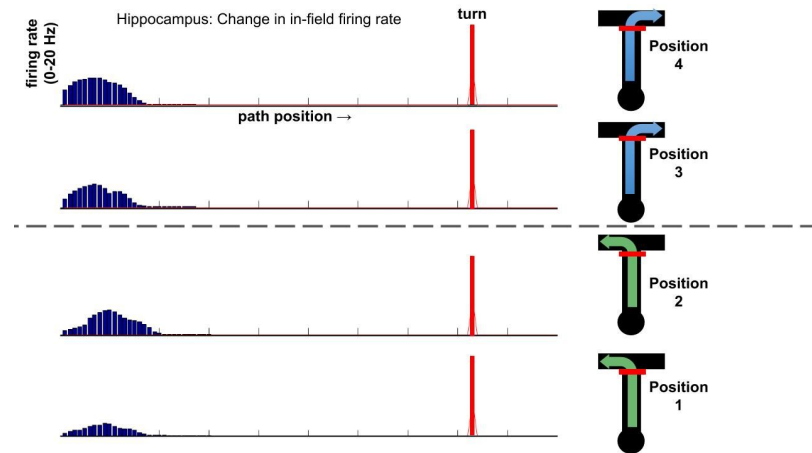 Hippocampus: Change in in-field firing rate
turn
firing rate
(0-20 Hz)
Position
4
path position →
Position
3
Position
2
Position
1